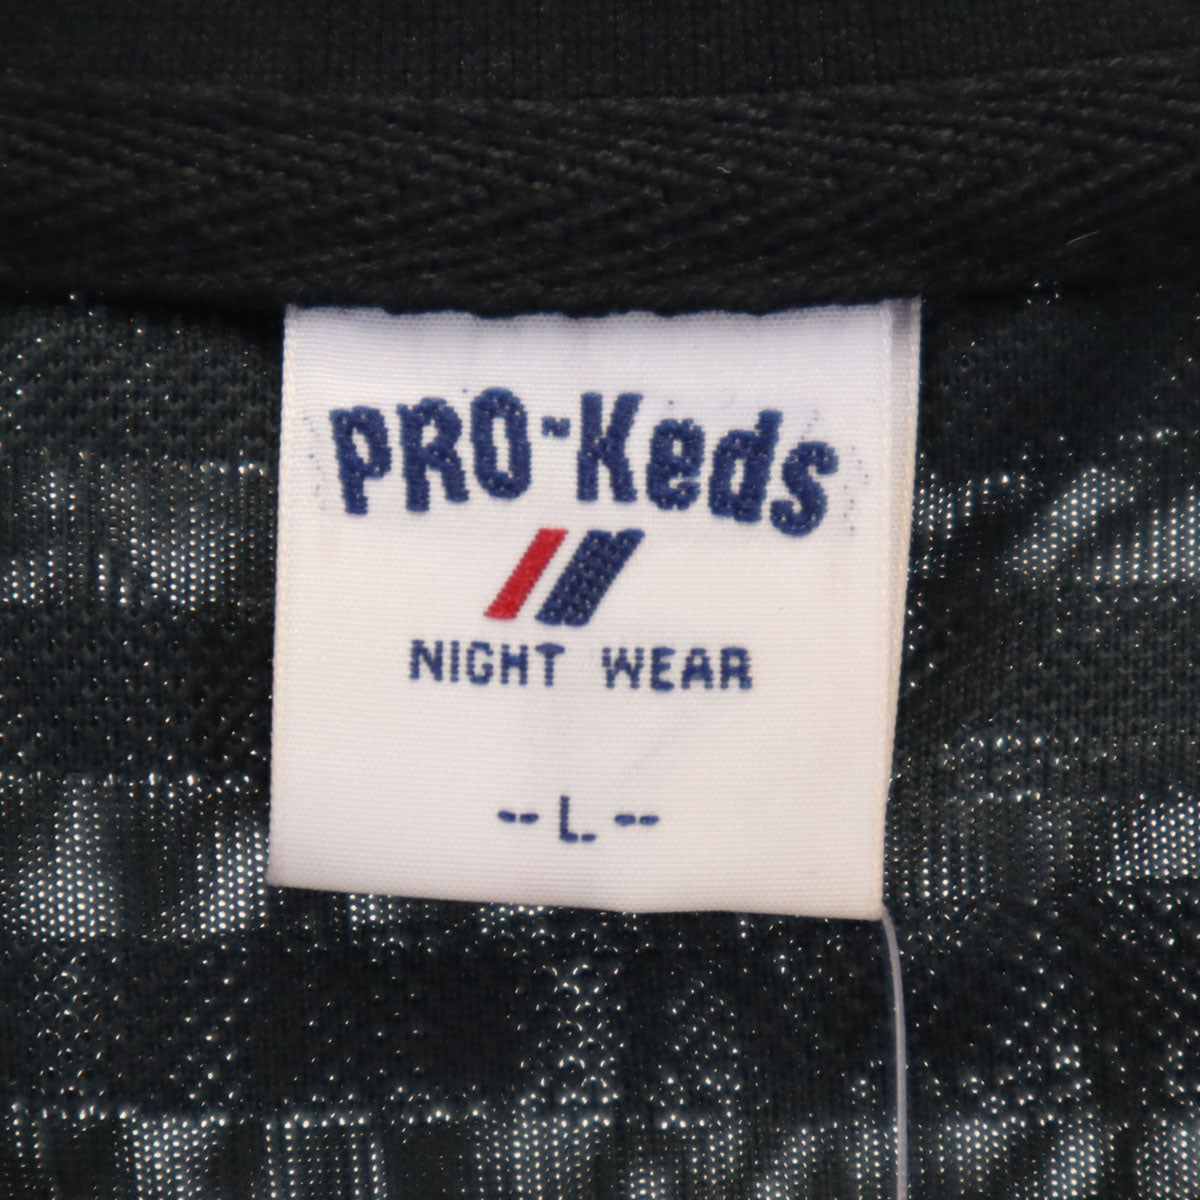 PRO-Keds
NIGHT WEAR
-- L --